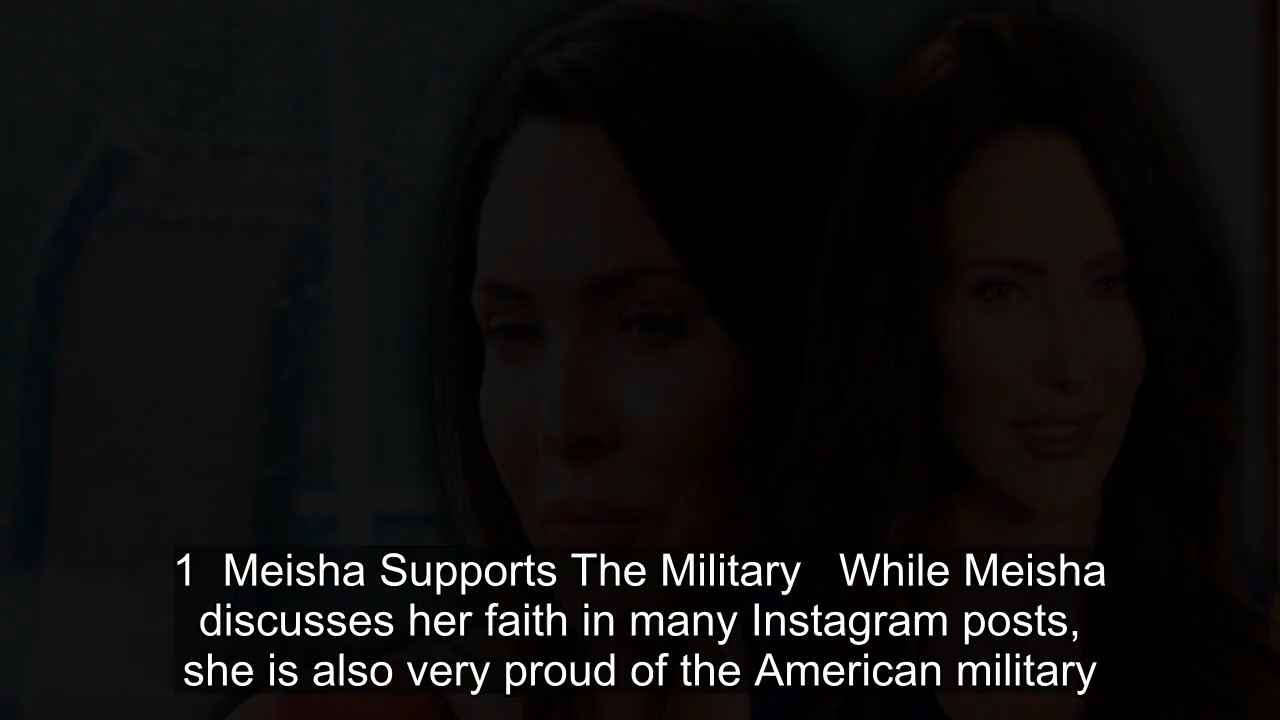 1  Meisha Supports The Military   While Meisha
discusses her faith in many Instagram posts,
she is also very proud of the American military